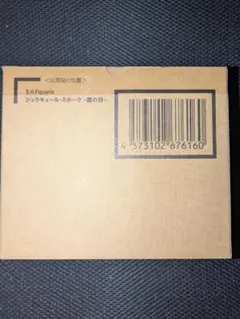 <伝票貼り位置>
S.H.Figuarts
ジュラキュール・ミホーク -鷹の目-
4 573102 676160